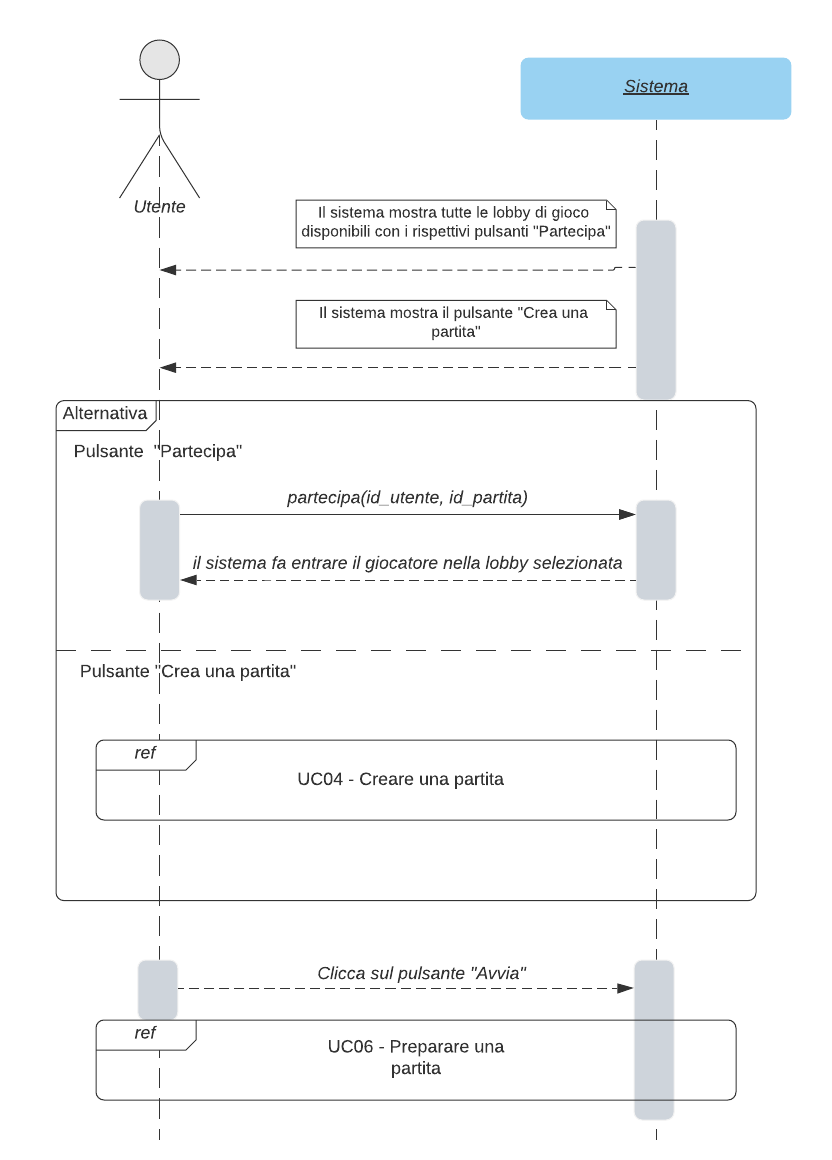 Sistema
Utente
Il sistema mostra tutte le lobby di gioco
disponibili con i rispettivi pulsanti "Partecipa"
Il sistema mostra il pulsante "Crea una
partita"
Alternativa
Pulsante "Partecipa"
partecipa(id_utente, id_partita)
il sistema fa entrare il giocatore nella lobby selezionata
Pulsante "Crea una partita"
ref
UC04 - Creare una partita
Clicca sul pulsante "Avvia"
ref
UC06 - Preparare una
partita